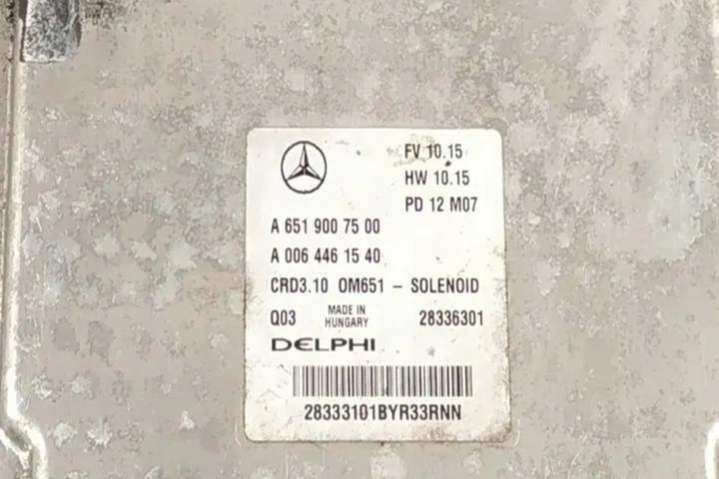 FV 10.15
HW 10.15
PD 12 M07
A 651 900 75 00
A 006 446 15 40
CRD3.10 OM651 – SOLENOID
Q03 MADE IN HUNGARY 28336301
DELPHI
28333101BYR33RNN